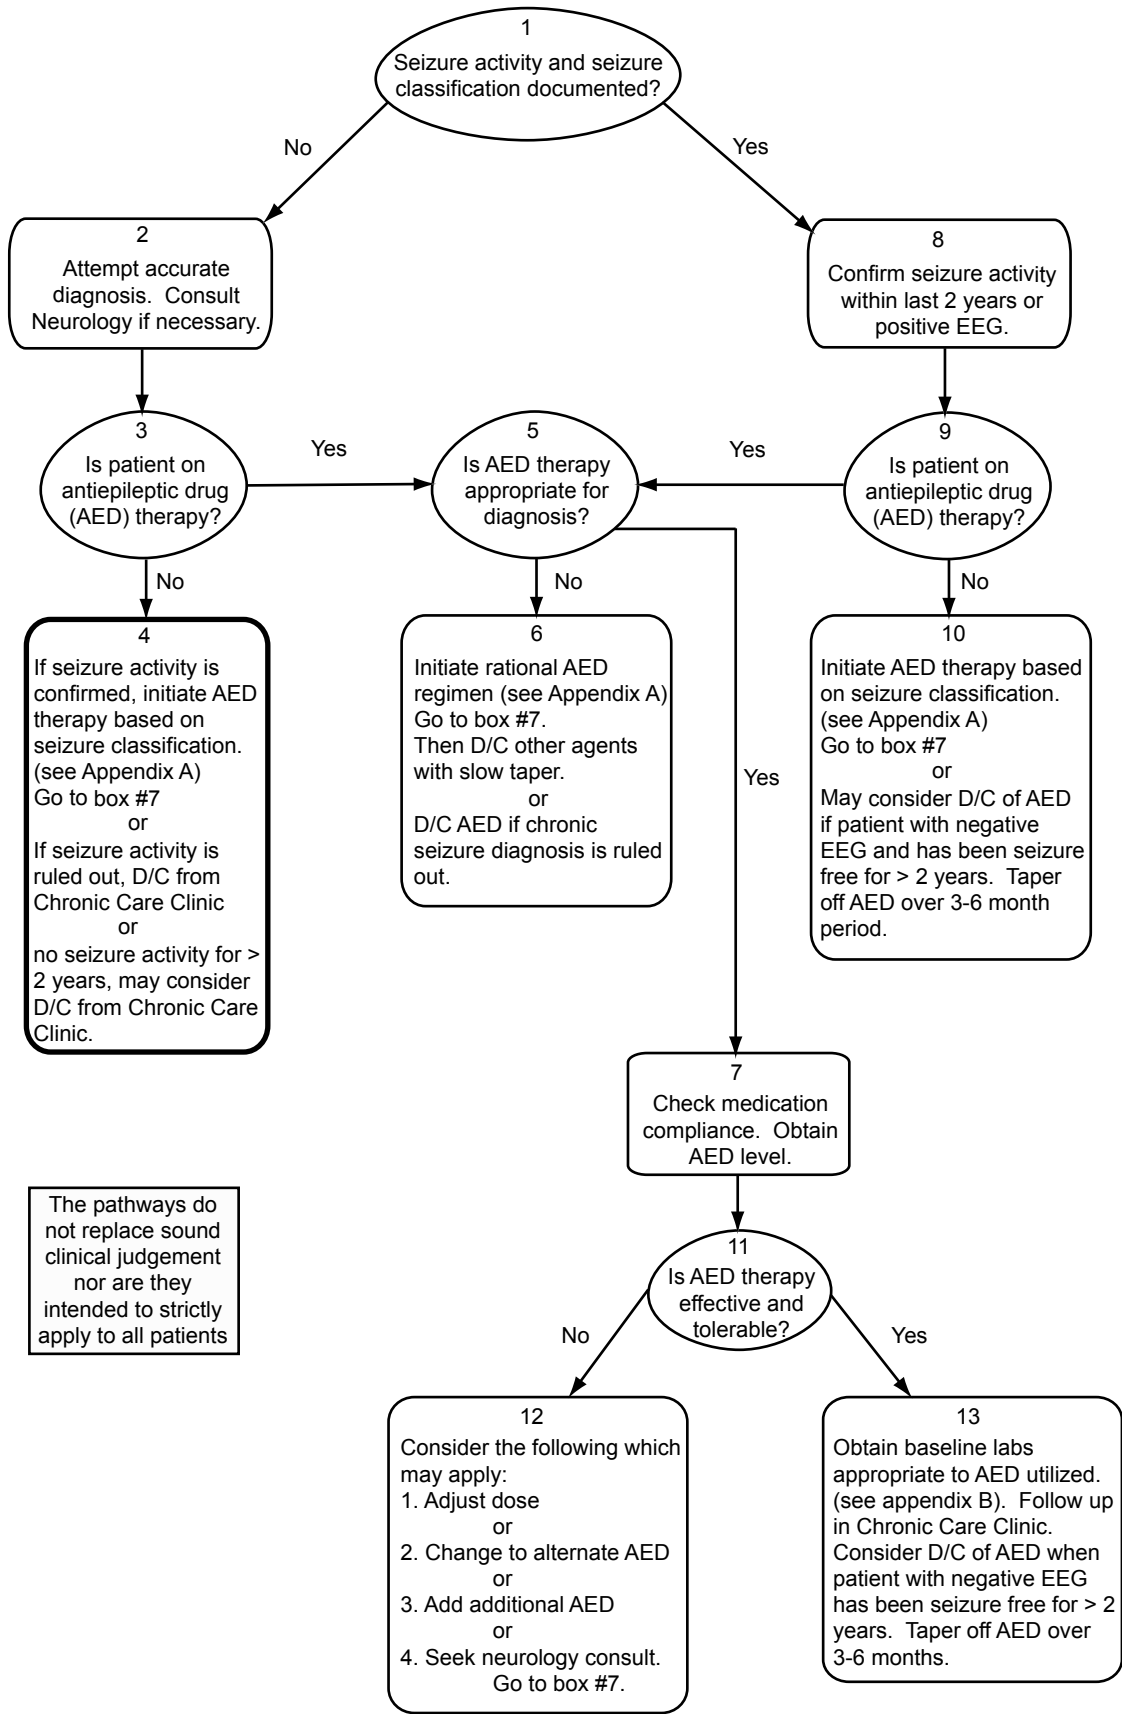 1
Seizure activity and seizure
classification documented?
No
Yes
2
Attempt accurate
diagnosis.  Consult
Neurology if necessary.
8
Confirm seizure activity
within last 2 years or
positive EEG.
3
Is patient on
antiepileptic drug
(AED) therapy?
Yes
5
Is AED therapy
appropriate for
diagnosis?
Yes
9
Is patient on
antiepileptic drug
(AED) therapy?
No
No
No
4
If seizure activity is
confirmed, initiate AED
therapy based on
seizure classification.
(see Appendix A)
Go to box #7
or
If seizure activity is
ruled out, D/C from
Chronic Care Clinic
or
no seizure activity for >
2 years, may consider
D/C from Chronic Care
Clinic.
6
Initiate rational AED
regimen (see Appendix A)
Go to box #7.
Then D/C other agents
with slow taper.
or
D/C AED if chronic
seizure diagnosis is ruled
out.
Yes
10
Initiate AED therapy based
on seizure classification.
(see Appendix A)
Go to box #7
or
May consider D/C of AED
if patient with negative
EEG and has been seizure
free for > 2 years.  Taper
off AED over 3-6 month
period.
7
Check medication
compliance.  Obtain
AED level.
The pathways do
not replace sound
clinical judgement
nor are they
intended to strictly
apply to all patients
11
Is AED therapy
effective and
tolerable?
No
Yes
12
Consider the following which
may apply:
1. Adjust dose
or
2. Change to alternate AED
or
3. Add additional AED
or
4. Seek neurology consult.
Go to box #7.
13
Obtain baseline labs
appropriate to AED utilized.
(see appendix B).  Follow up
in Chronic Care Clinic.
Consider D/C of AED when
patient with negative EEG
has been seizure free for > 2
years.  Taper off AED over
3-6 months.